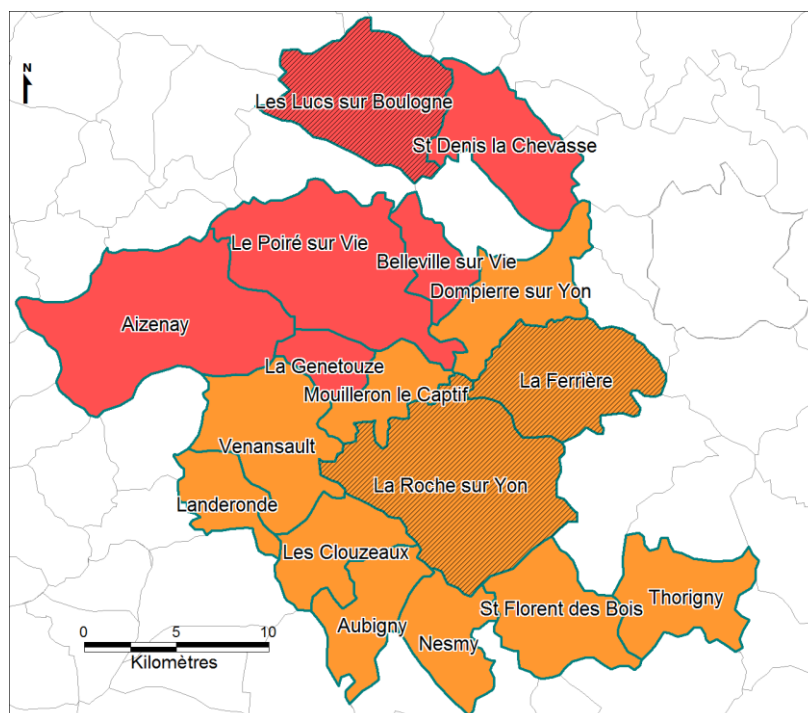 N
Les Lucs sur Boulogne
St Denis la Chevasse
Le Poiré sur Vie
Belleville sur Vie
Dompierre sur Yon
Aizenay
La Genetouze
La Ferrière
Mouilleron le Captif
Venansault
La Roche sur Yon
Landeronde
Les Clouzeaux
St Florent des Bois
Thorigny
Aubigny
Nesmy
0 5 10
Kilomètres